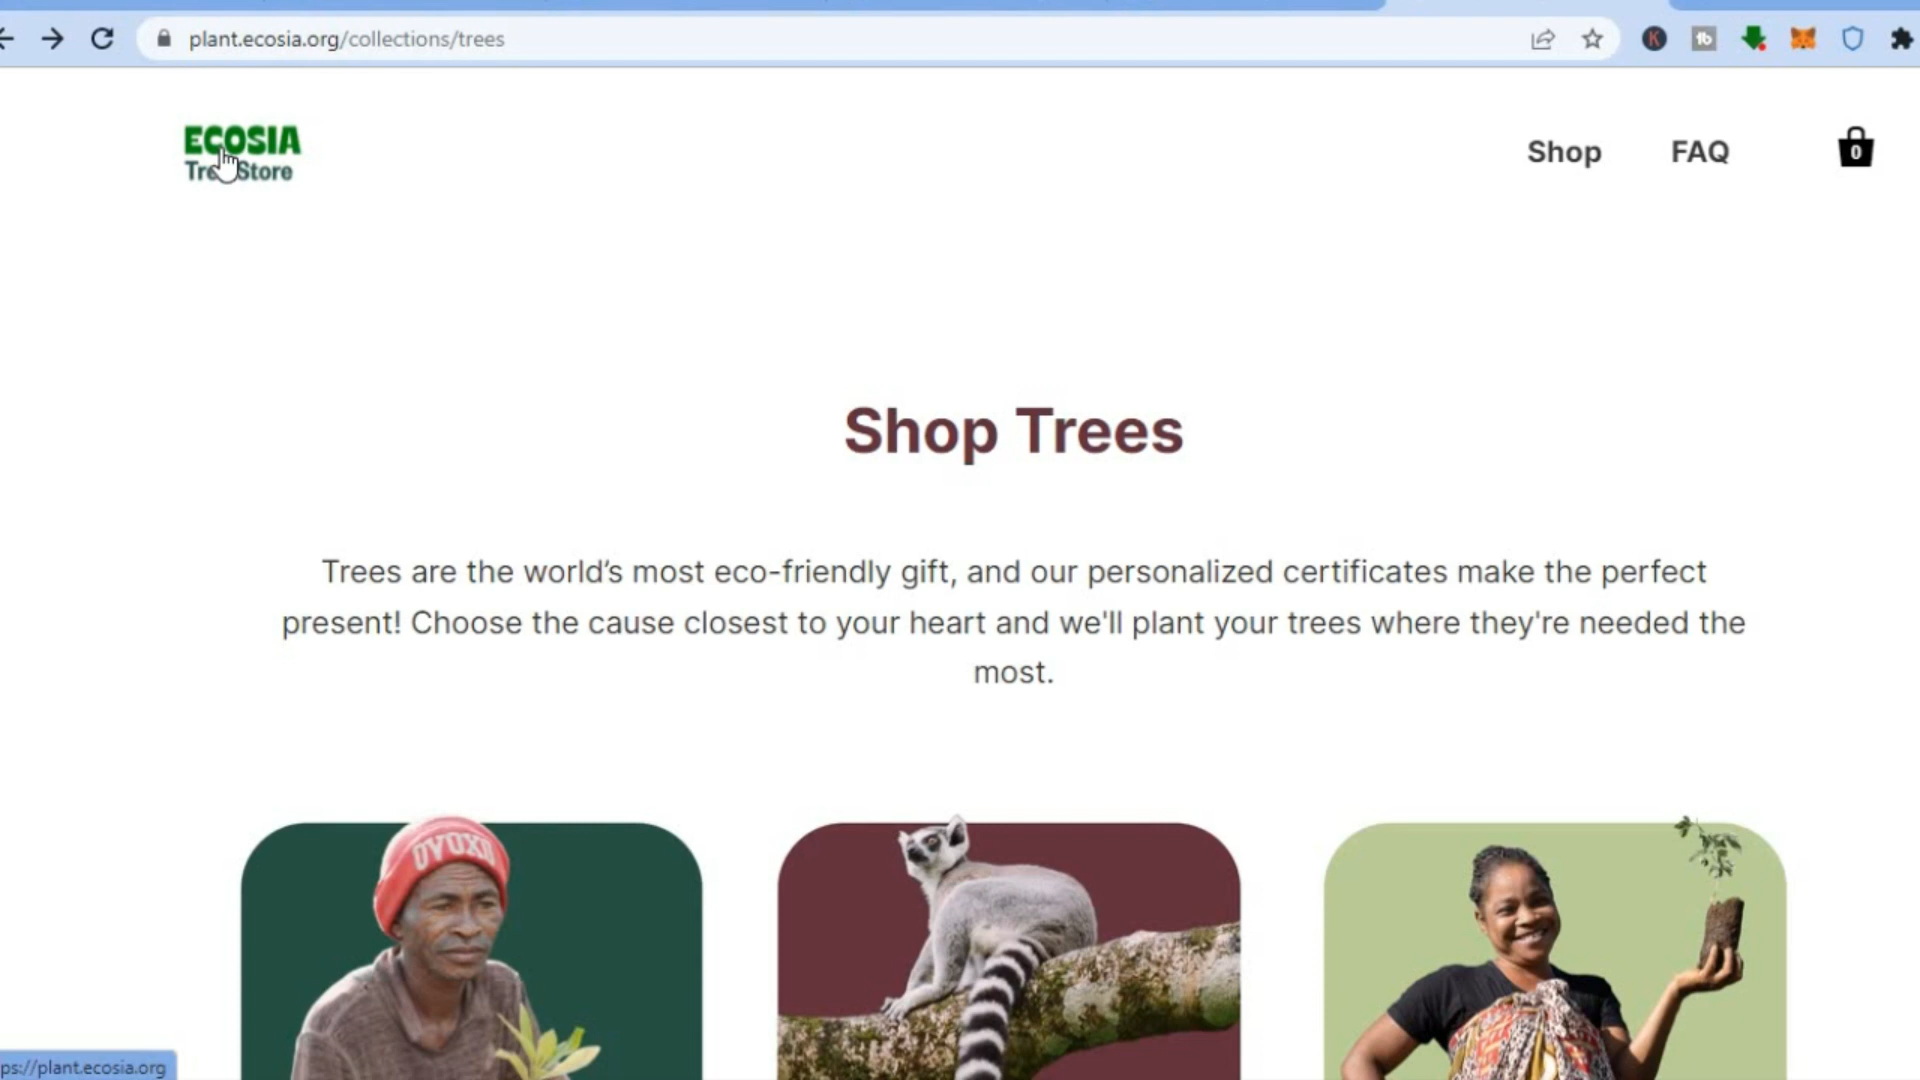 plant.ecosia.org/collections/trees
K
ECOSIA
Tree Store
Shop
FAQ
0
Shop Trees
Trees are the world’s most eco-friendly gift, and our personalized certificates make the perfect
present! Choose the cause closest to your heart and we'll plant your trees where they're needed the
most.
OVOXO
ps://plant.ecosia.org